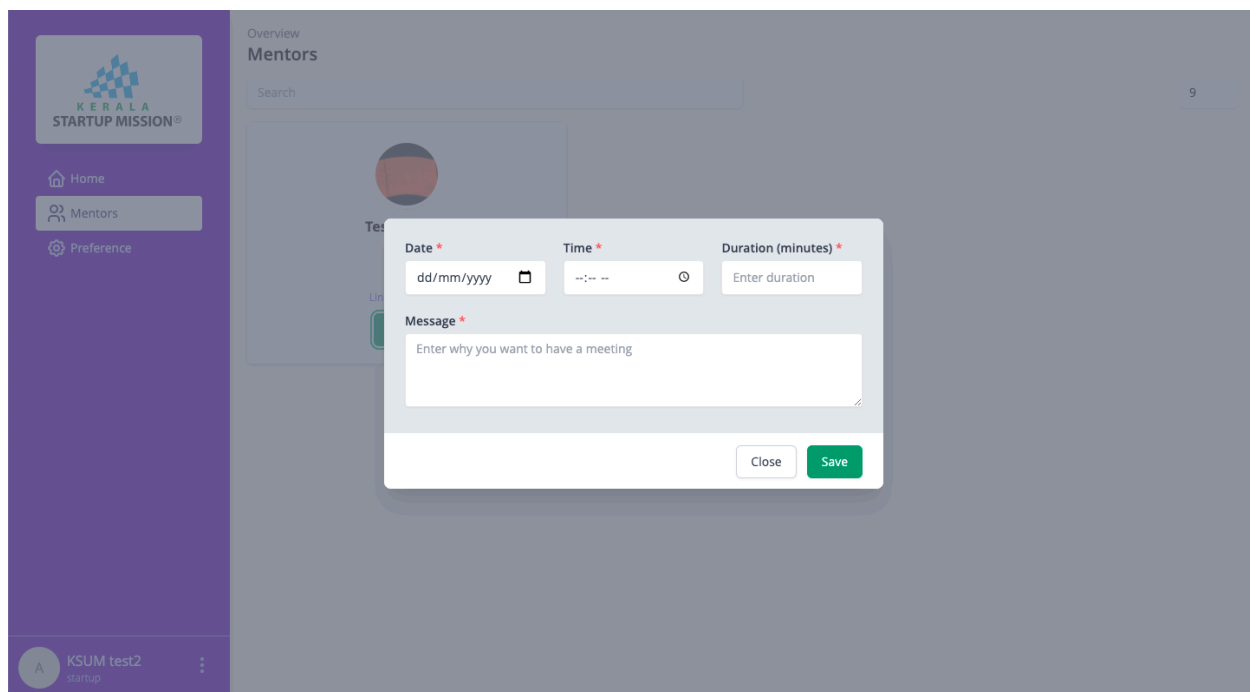 KERALA
STARTUP MISSION®
Home
Mentors
Preference
A
KSUM test2
startup
Overview
Mentors
Search
9
Date *
Time *
Duration (minutes) *
dd/mm/yyyy
--:-- --
Enter duration
Message *
Enter why you want to have a meeting
Close
Save